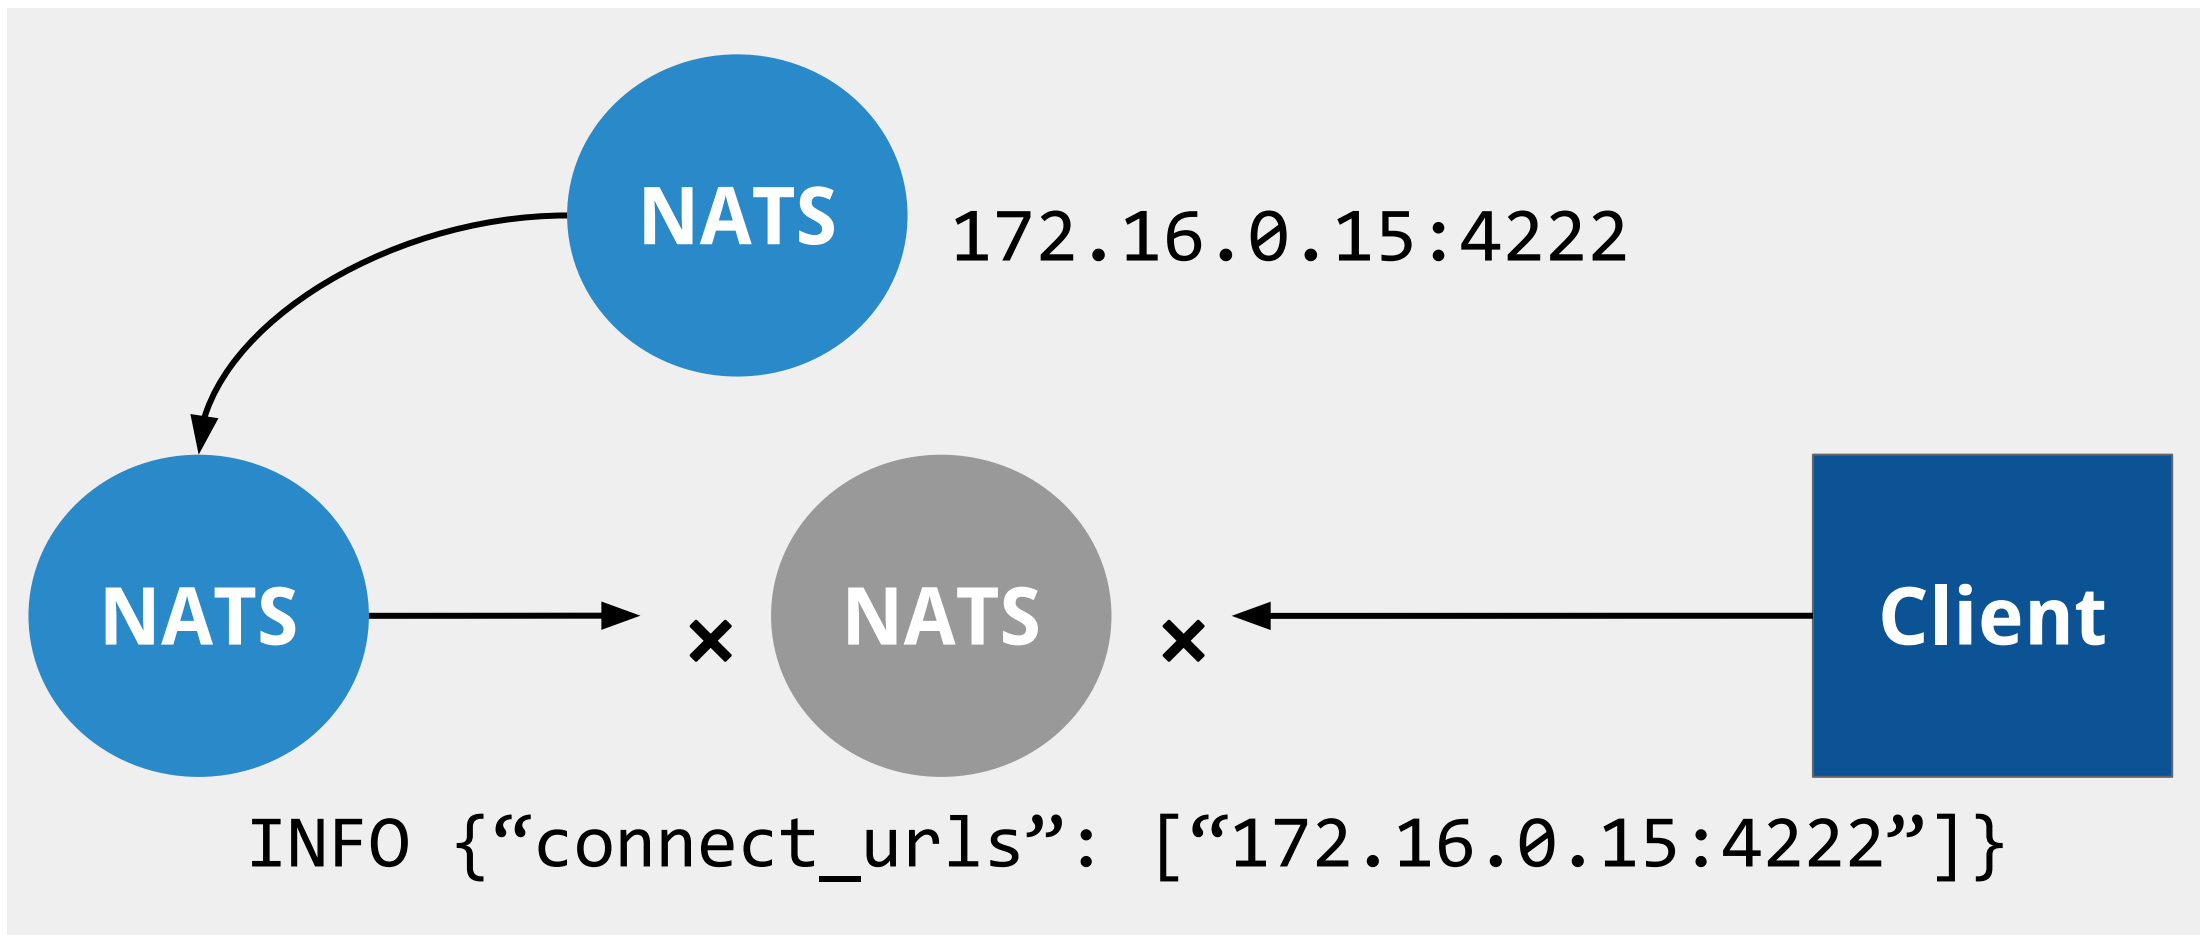 NATS
172.16.0.15:4222
NATS
×
NATS
×
Client
INFO {“connect_urls”: [“172.16.0.15:4222”]}